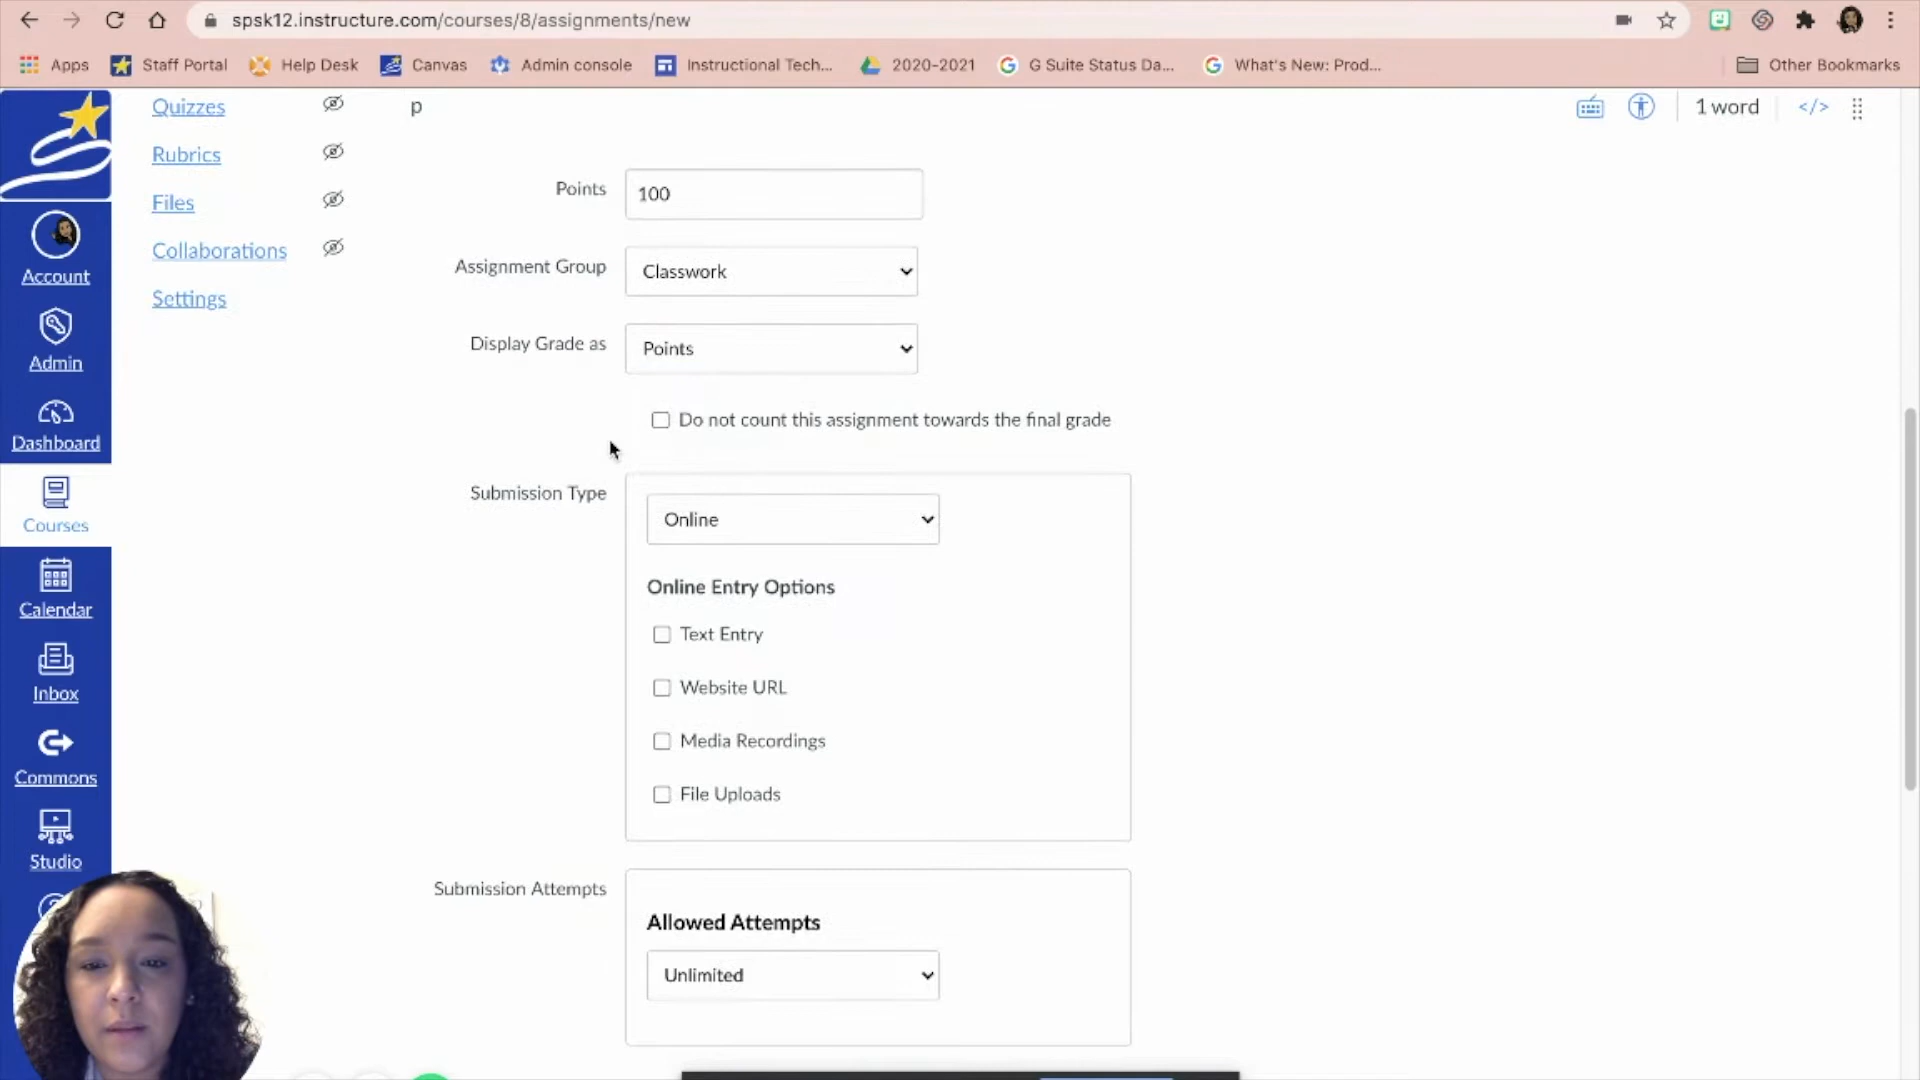 spsk12.instructure.com/courses/8/assignments/new
Apps
Staff Portal
Help Desk
Canvas
Admin console
Instructional Tech...
2020-2021
G Suite Status Da...
What's New: Prod...
Other Bookmarks
Account
Admin
Dashboard
Courses
Calendar
Inbox
Commons
Studio
Quizzes
Rubrics
Files
Collaborations
Settings
p
1 word
</>
Points
100
Assignment Group
Classwork
Display Grade as
Points
Do not count this assignment towards the final grade
Submission Type
Online
Online Entry Options
Text Entry
Website URL
Media Recordings
File Uploads
Submission Attempts
Allowed Attempts
Unlimited